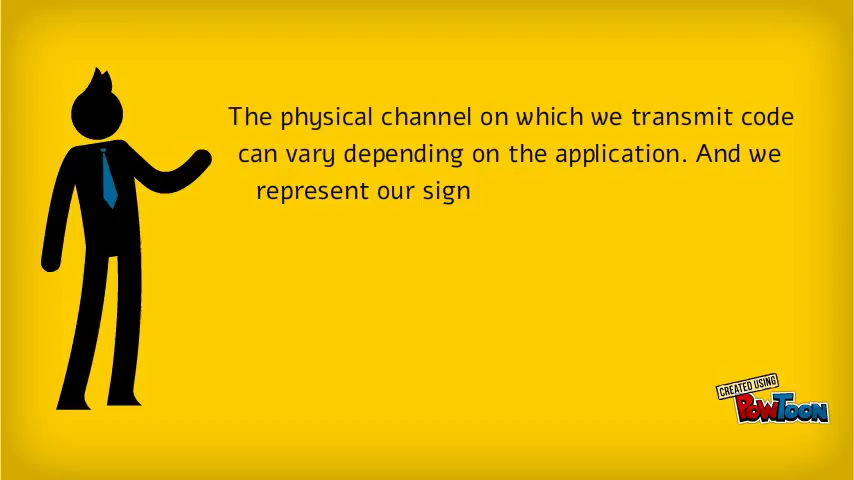 The physical channel on which we transmit code
can vary depending on the application. And we
represent our sign
CREATED USING
PowToon